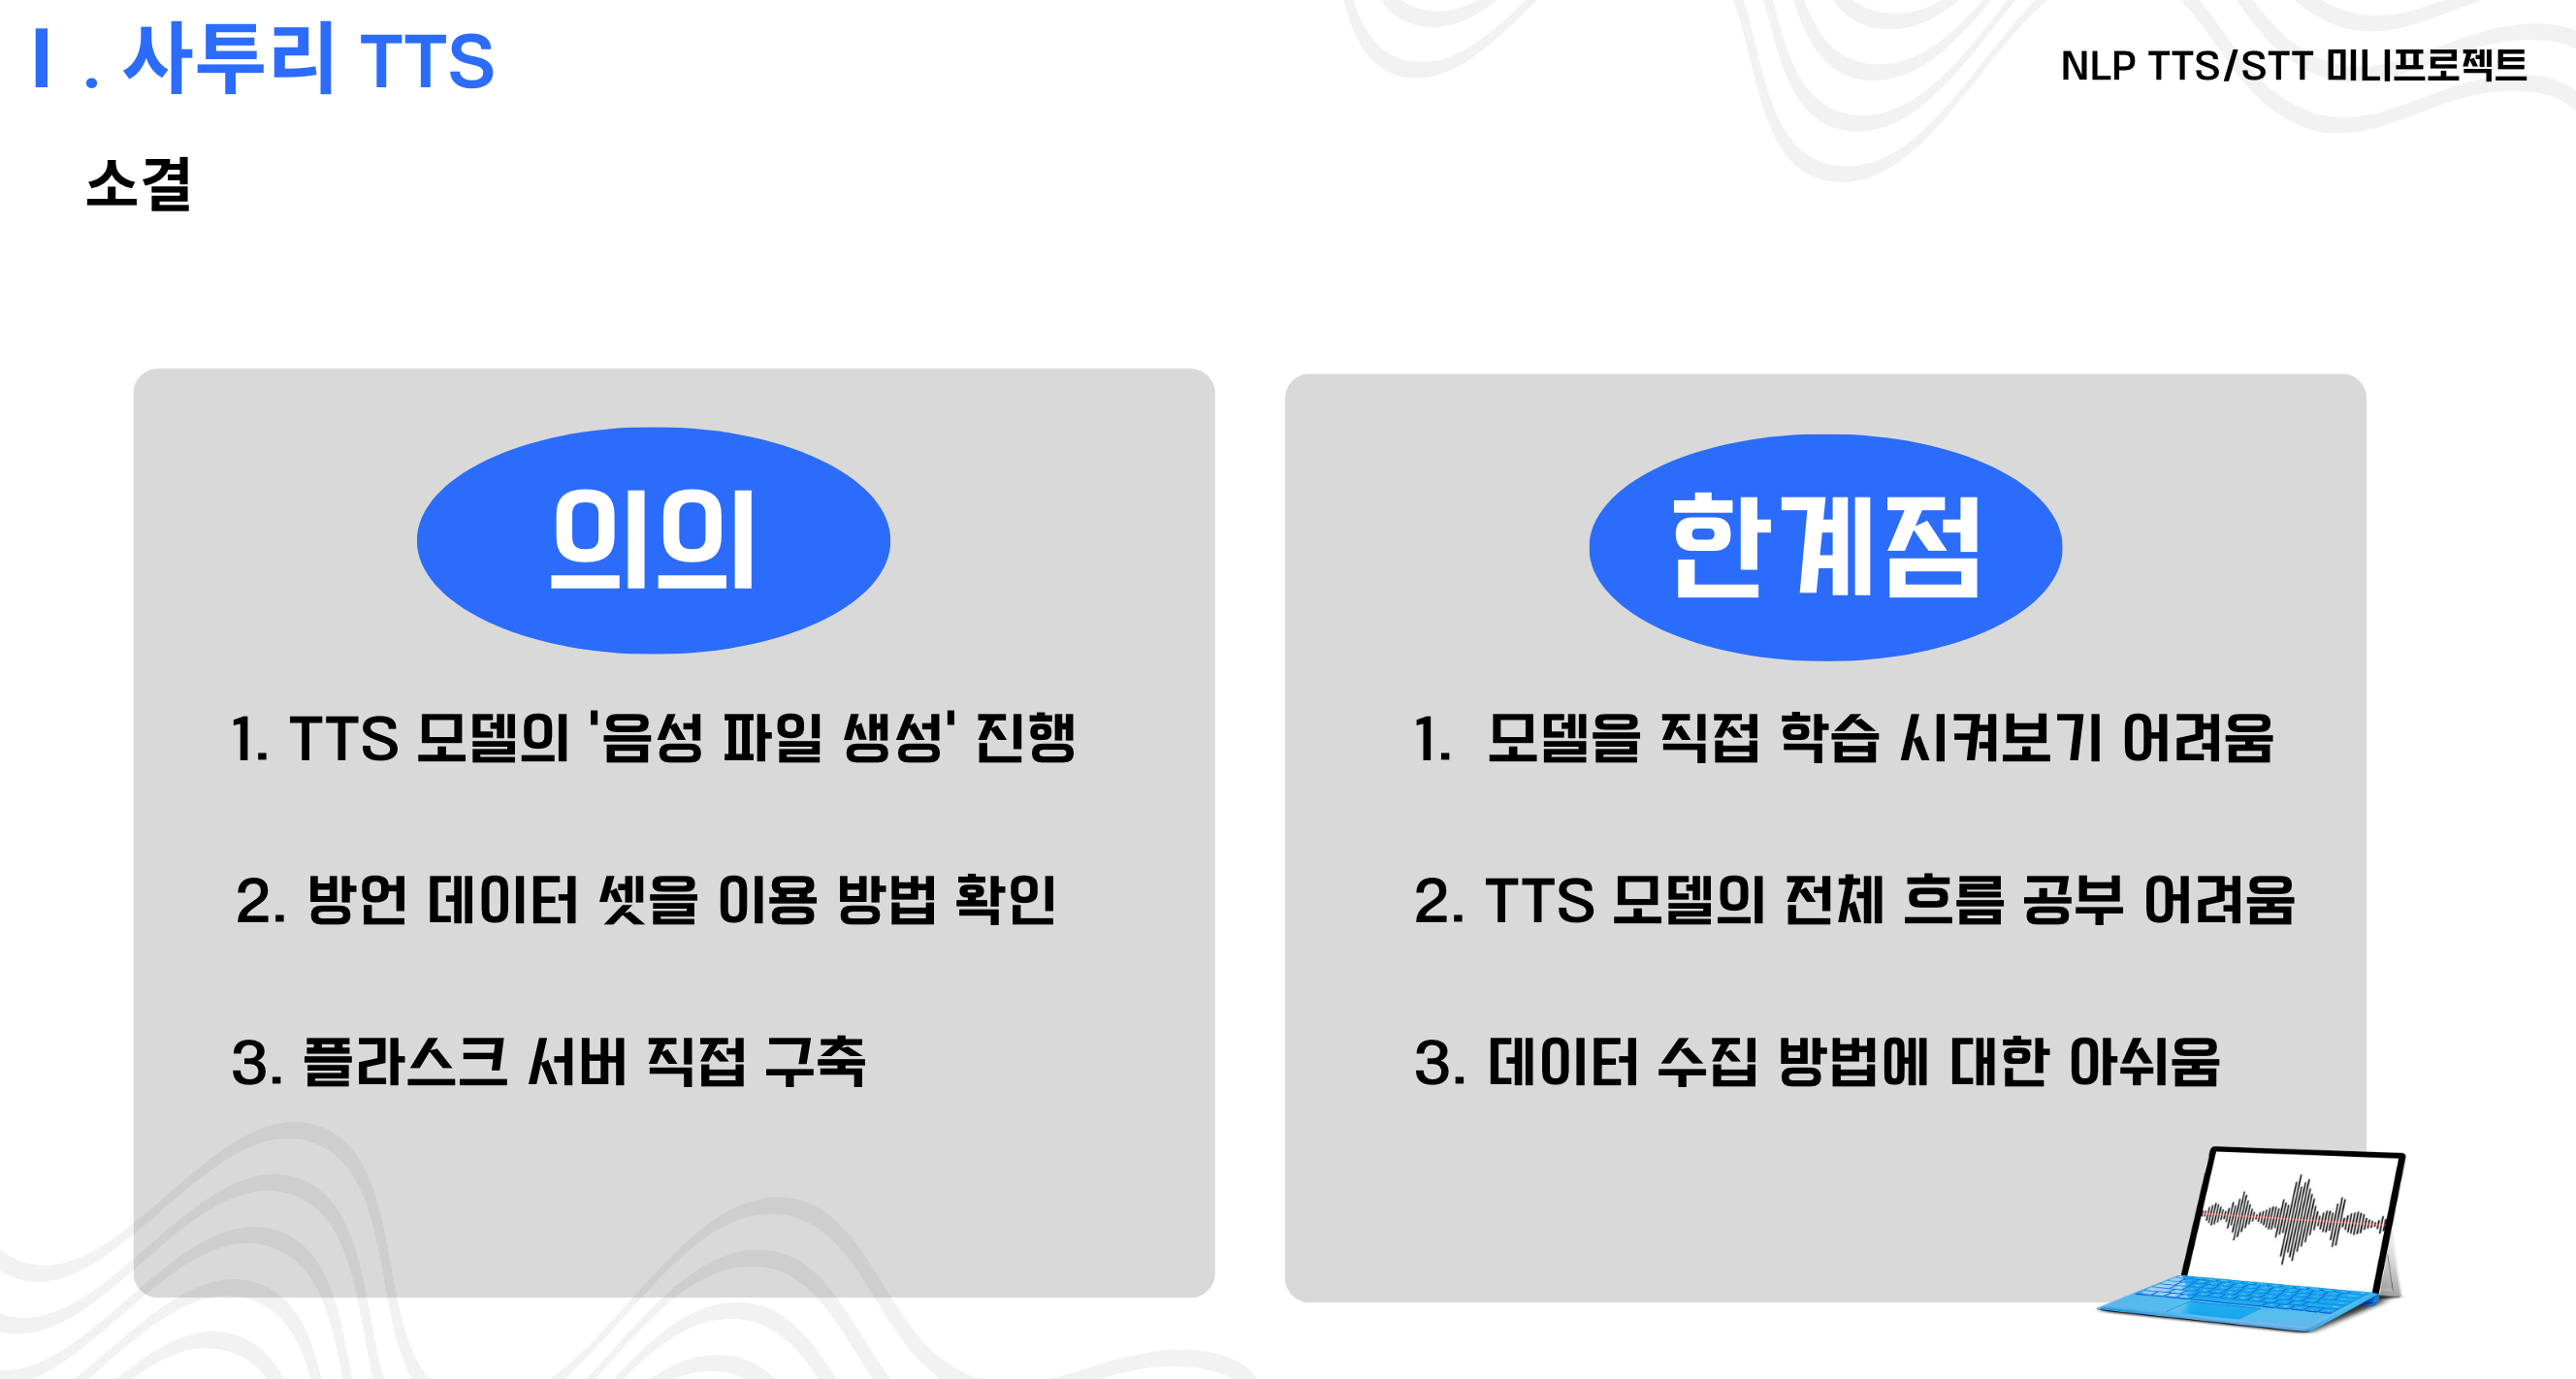 Ⅰ. 사투리 TTS
NLP TTS/STT 미니프로젝트
소결
의의
1. TTS 모델의 '음성 파일 생성' 진행
2. 방언 데이터 셋을 이용 방법 확인
3. 플라스크 서버 직접 구축
한계점
1. 모델을 직접 학습 시켜보기 어려움
2. TTS 모델의 전체 흐름 공부 어려움
3. 데이터 수집 방법에 대한 아쉬움